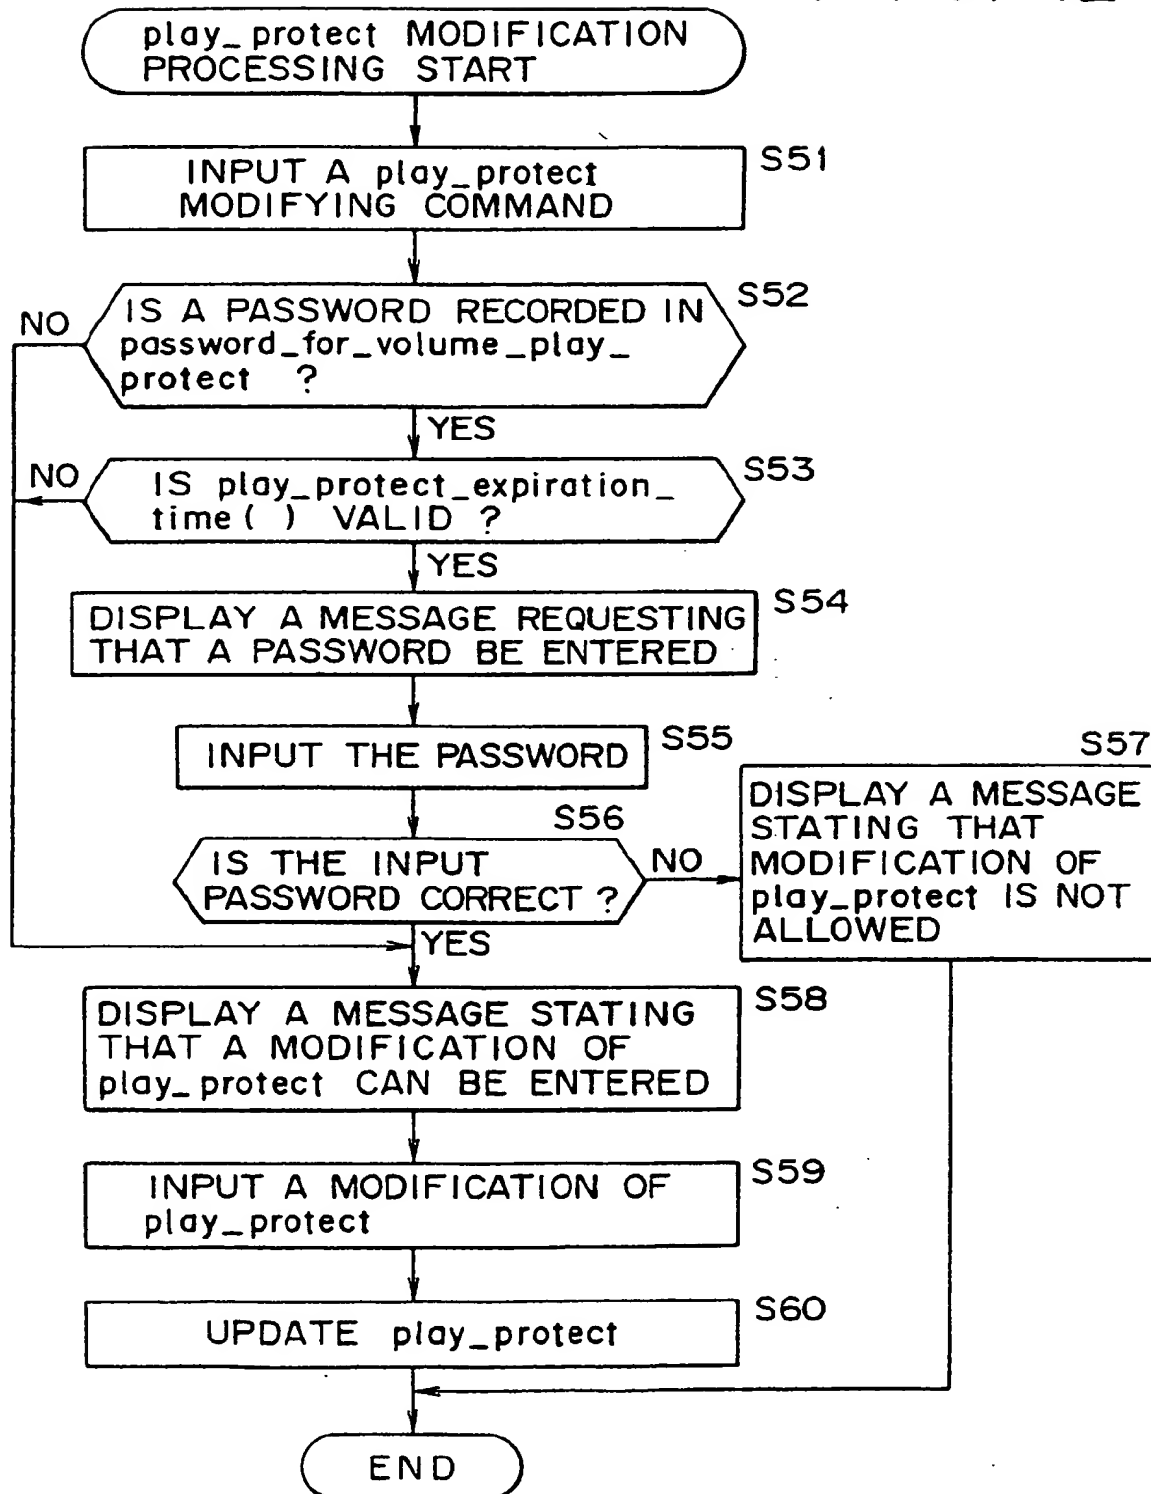 play_protect MODIFICATION
PROCESSING START
S51
INPUT A play_protect
MODIFYING COMMAND
S52
IS A PASSWORD RECORDED IN
password_for_volume_play_
protect ?
NO
YES
S53
IS play_protect_expiration_
time( ) VALID ?
NO
YES
S54
DISPLAY A MESSAGE REQUESTING
THAT A PASSWORD BE ENTERED
S55
INPUT THE PASSWORD
S56
IS THE INPUT
PASSWORD CORRECT ?
NO
YES
S57
DISPLAY A MESSAGE
STATING THAT
MODIFICATION OF
play_protect IS NOT
ALLOWED
S58
DISPLAY A MESSAGE STATING
THAT A MODIFICATION OF
play_protect CAN BE ENTERED
S59
INPUT A MODIFICATION OF
play_protect
S60
UPDATE play_protect
END